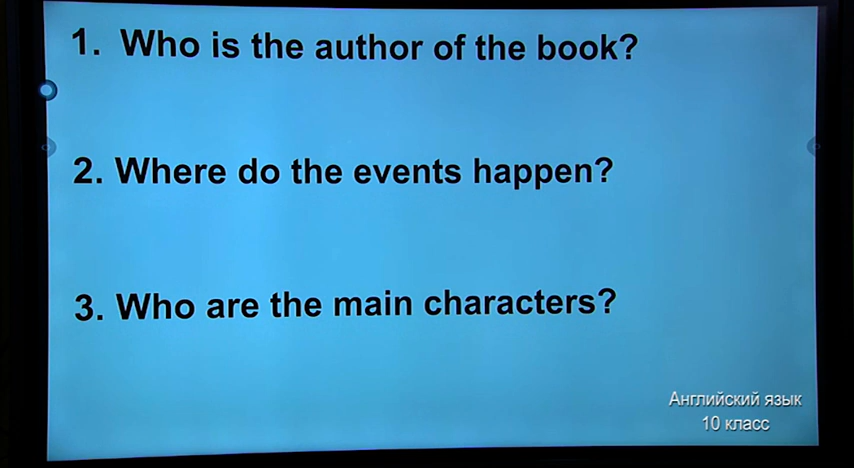 1. Who is the author of the book?
2. Where do the events happen?
3. Who are the main characters?
Английский язык
10 класс